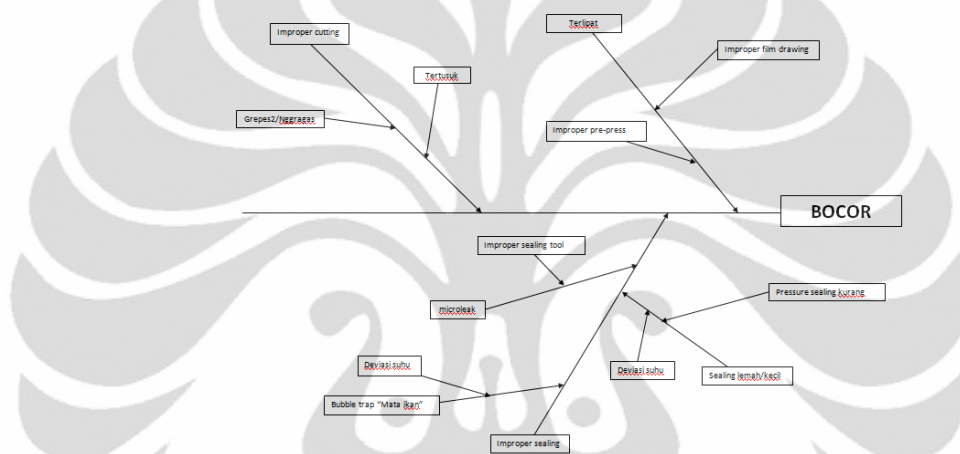 Terlipat
Improper cutting
Improper film drawing
Tertusuk
Grepes2/Nggragas
Improper pre-press
BOCOR
Improper sealing tool
Pressure sealing kurang
microleak
Deviasi suhu
Deviasi suhu
Sealing lemah/kecil
Bubble trap "Mata ikan"
Improper sealing